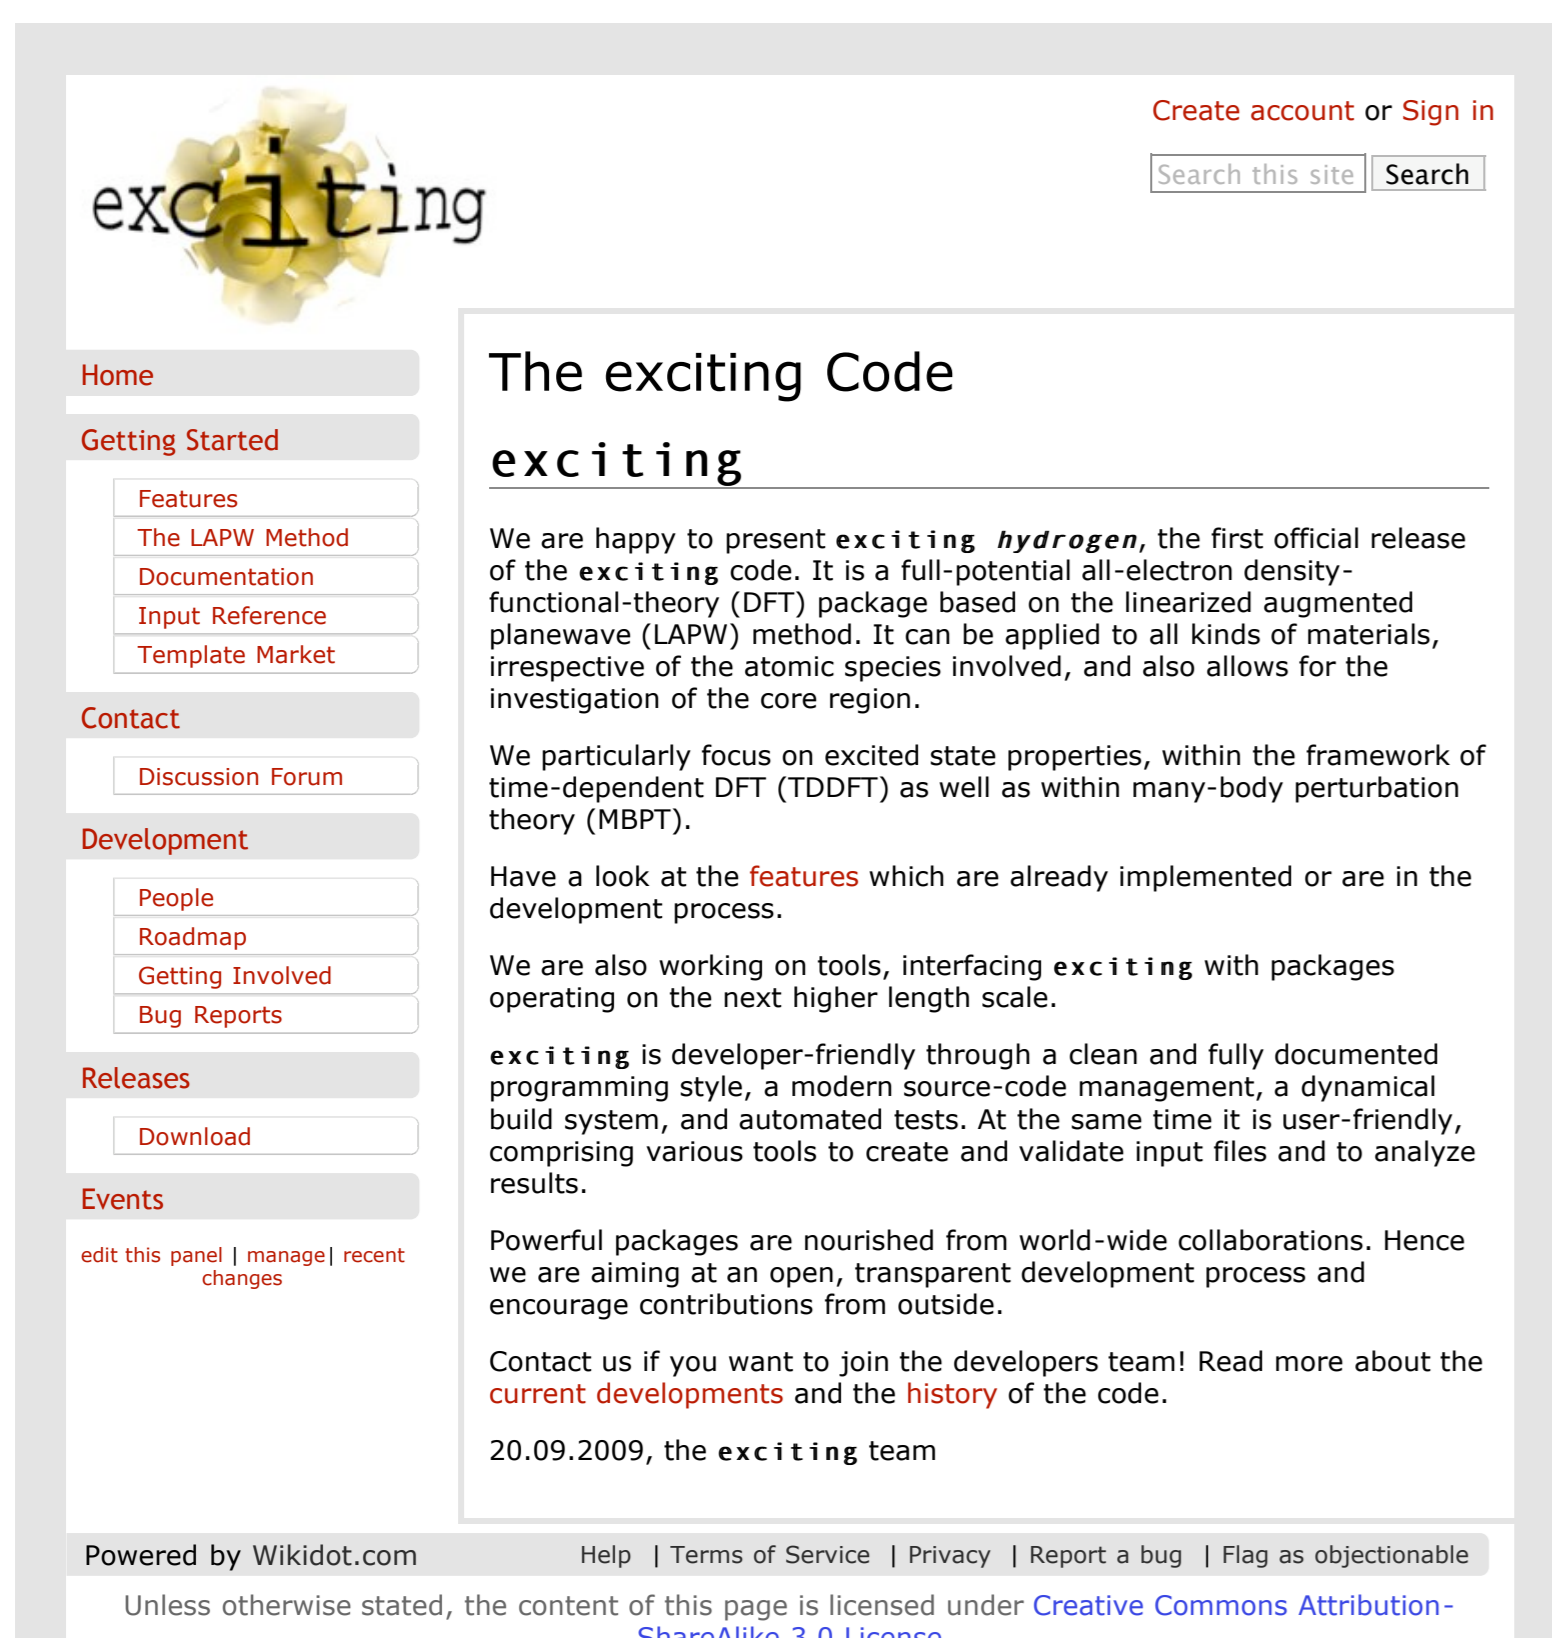 exciting
Create account or Sign in
Search this site Search
Home
Getting Started
Features
The LAPW Method
Documentation
Input Reference
Template Market
Contact
Discussion Forum
Development
People
Roadmap
Getting Involved
Bug Reports
Releases
Download
Events
edit this panel | manage| recent
changes
The exciting Code
exciting
We are happy to present exciting hydrogen, the first official release
of the exciting code. It is a full-potential all-electron density-
functional-theory (DFT) package based on the linearized augmented
planewave (LAPW) method. It can be applied to all kinds of materials,
irrespective of the atomic species involved, and also allows for the
investigation of the core region.
We particularly focus on excited state properties, within the framework of
time-dependent DFT (TDDFT) as well as within many-body perturbation
theory (MBPT).
Have a look at the features which are already implemented or are in the
development process.
We are also working on tools, interfacing exciting with packages
operating on the next higher length scale.
exciting is developer-friendly through a clean and fully documented
programming style, a modern source-code management, a dynamical
build system, and automated tests. At the same time it is user-friendly,
comprising various tools to create and validate input files and to analyze
results.
Powerful packages are nourished from world-wide collaborations. Hence
we are aiming at an open, transparent development process and
encourage contributions from outside.
Contact us if you want to join the developers team! Read more about the
current developments and the history of the code.
20.09.2009, the exciting team
Powered by Wikidot.com Help | Terms of Service | Privacy | Report a bug | Flag as objectionable
Unless otherwise stated, the content of this page is licensed under Creative Commons Attribution-
ShareAlike 3.0 License